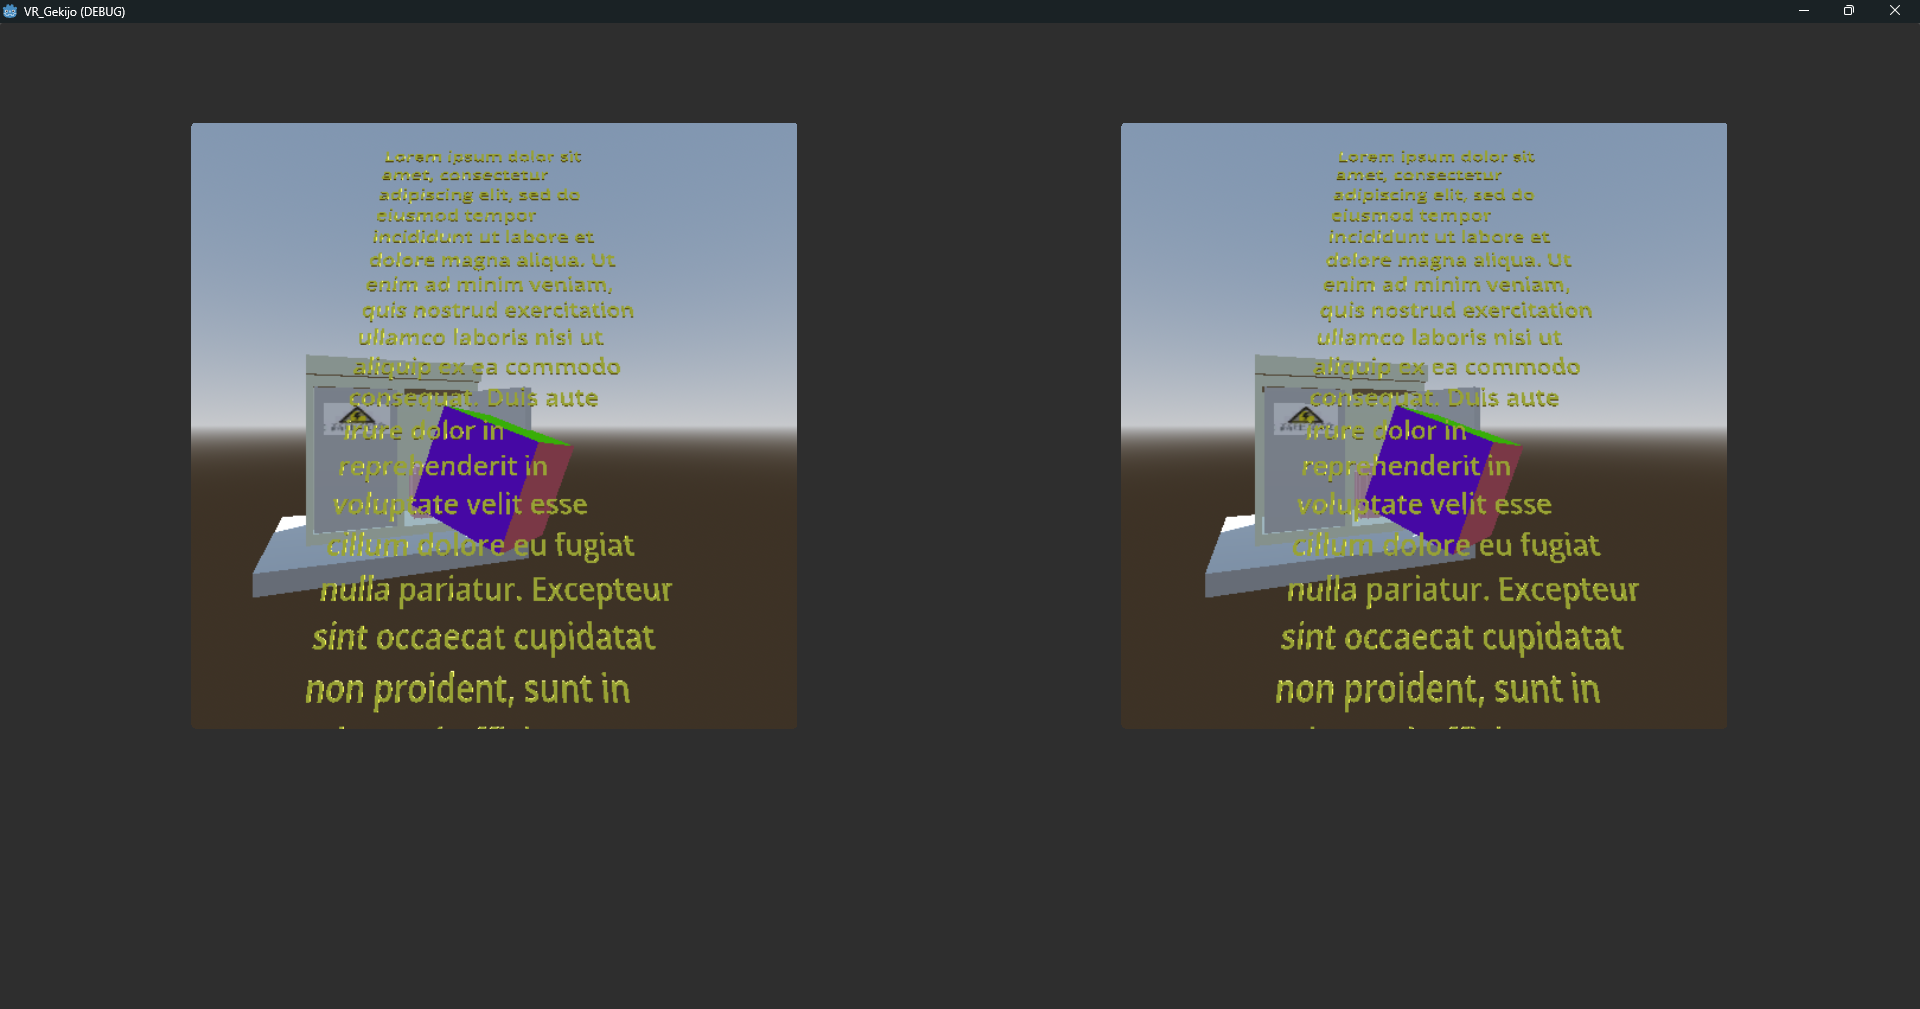 VR_Gekijo (DEBUG)
Lorem ipsum dolor sit
amet, consectetur
adipiscing elit, sed do
eiusmod tempor
incididunt ut labore et
dolore magna aliqua. Ut
enim ad minim veniam,
quis nostrud exercitation
ullamco laboris nisi ut
aliquip ex ea commodo
consequat. Duis aute
irure dolor in
reprehenderit in
voluptate velit esse
cillum dolore eu fugiat
nulla pariatur. Excepteur
sint occaecat cupidatat
non proident, sunt in
Lorem ipsum dolor sit
amet, consectetur
adipiscing elit, sed do
eiusmod tempor
incididunt ut labore et
dolore magna aliqua. Ut
enim ad minim veniam,
quis nostrud exercitation
ullamco laboris nisi ut
aliquip ex ea commodo
consequat. Duis aute
irure dolor in
reprehenderit in
voluptate velit esse
cillum dolore eu fugiat
nulla pariatur. Excepteur
sint occaecat cupidatat
non proident, sunt in